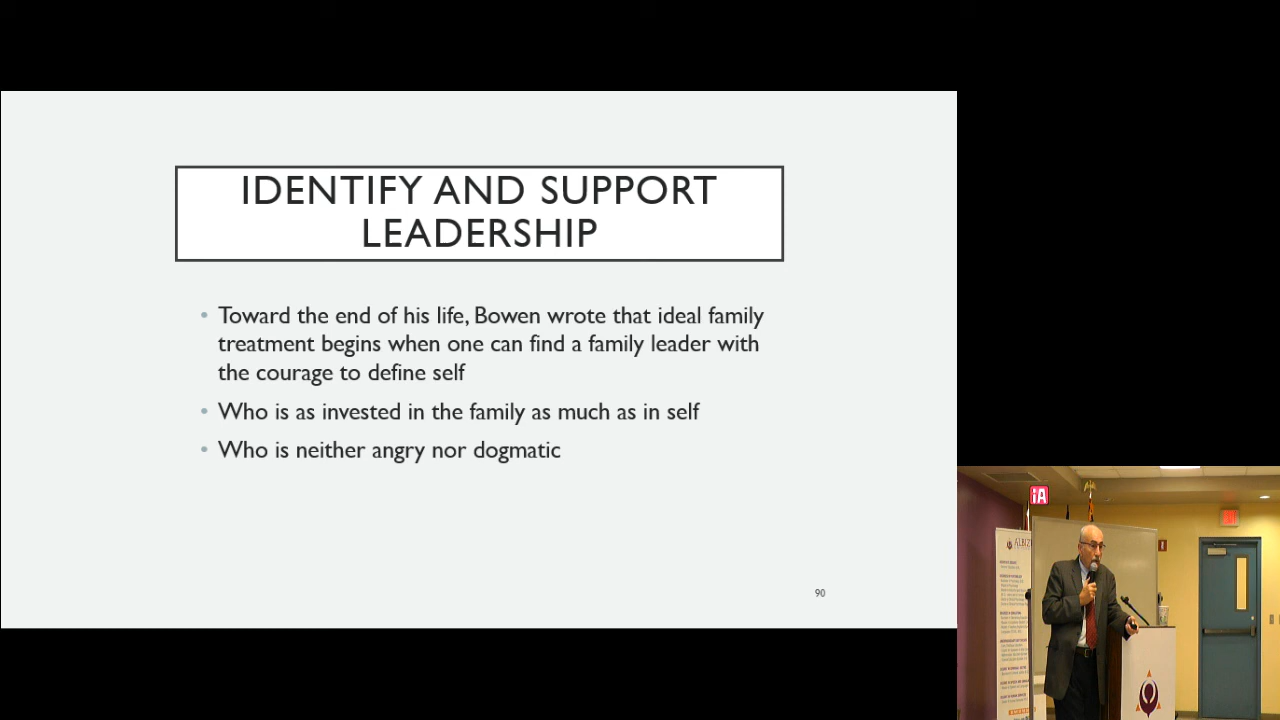 IDENTIFY AND SUPPORT
LEADERSHIP
• Toward the end of his life, Bowen wrote that ideal family
treatment begins when one can find a family leader with
the courage to define self
• Who is as invested in the family as much as in self
• Who is neither angry nor dogmatic
90
iA
ALBIZ